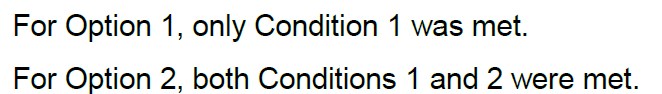 For Option 1, only Condition 1 was met.
For Option 2, both Conditions 1 and 2 were met.